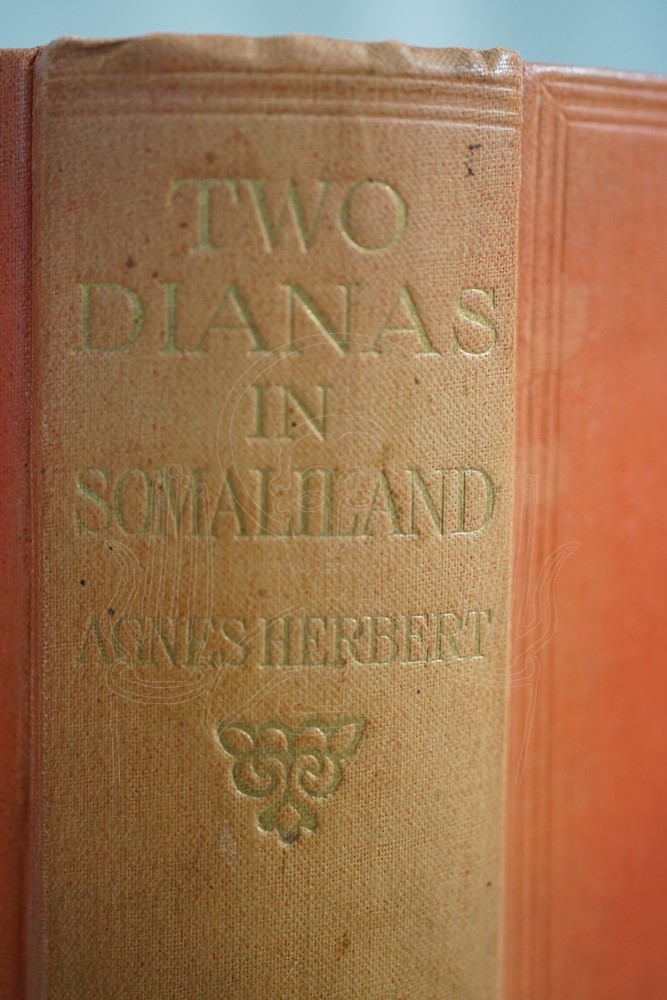 TWO
DIANAS
IN
SOMALILAND
AGNES HERBERT